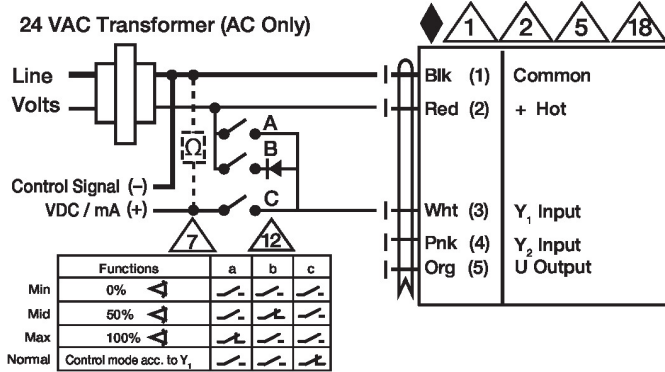 24 VAC Transformer (AC Only)
1 2 5 18
Line
Volts
Blk (1) Common
Red (2) + Hot
A
B
C
Ω
Control Signal (–)
VDC / mA (+)
Wht (3) Y₁ Input
Pnk (4) Y₂ Input
Org (5) U Output
7
12
Functions a b c
Min 0%
Mid 50%
Max 100%
Normal Control mode acc. to Y₁